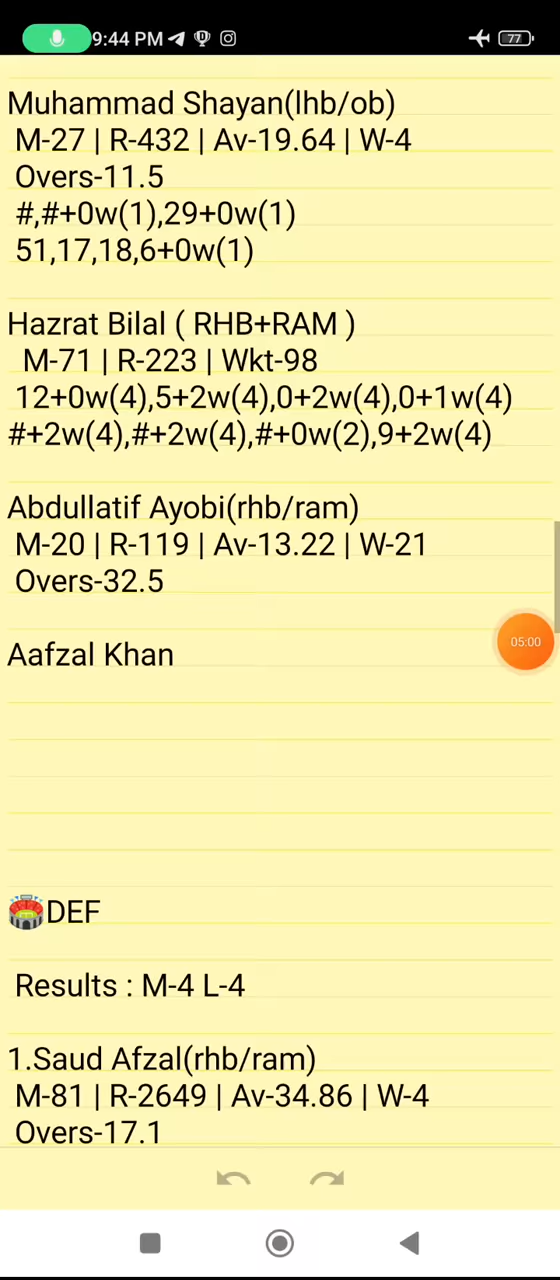 9:44 PM 77
Muhammad Shayan(lhb/ob)
M-27 | R-432 | Av-19.64 | W-4
Overs-11.5
#,#+0w(1),29+0w(1)
51,17,18,6+0w(1)
Hazrat Bilal ( RHB+RAM )
M-71 | R-223 | Wkt-98
12+0w(4),5+2w(4),0+2w(4),0+1w(4)
#+2w(4),#+2w(4),#+0w(2),9+2w(4)
Abdullatif Ayobi(rhb/ram)
M-20 | R-119 | Av-13.22 | W-21
Overs-32.5
05:00
Aafzal Khan
🏟DEF
Results : M-4 L-4
1.Saud Afzal(rhb/ram)
M-81 | R-2649 | Av-34.86 | W-4
Overs-17.1